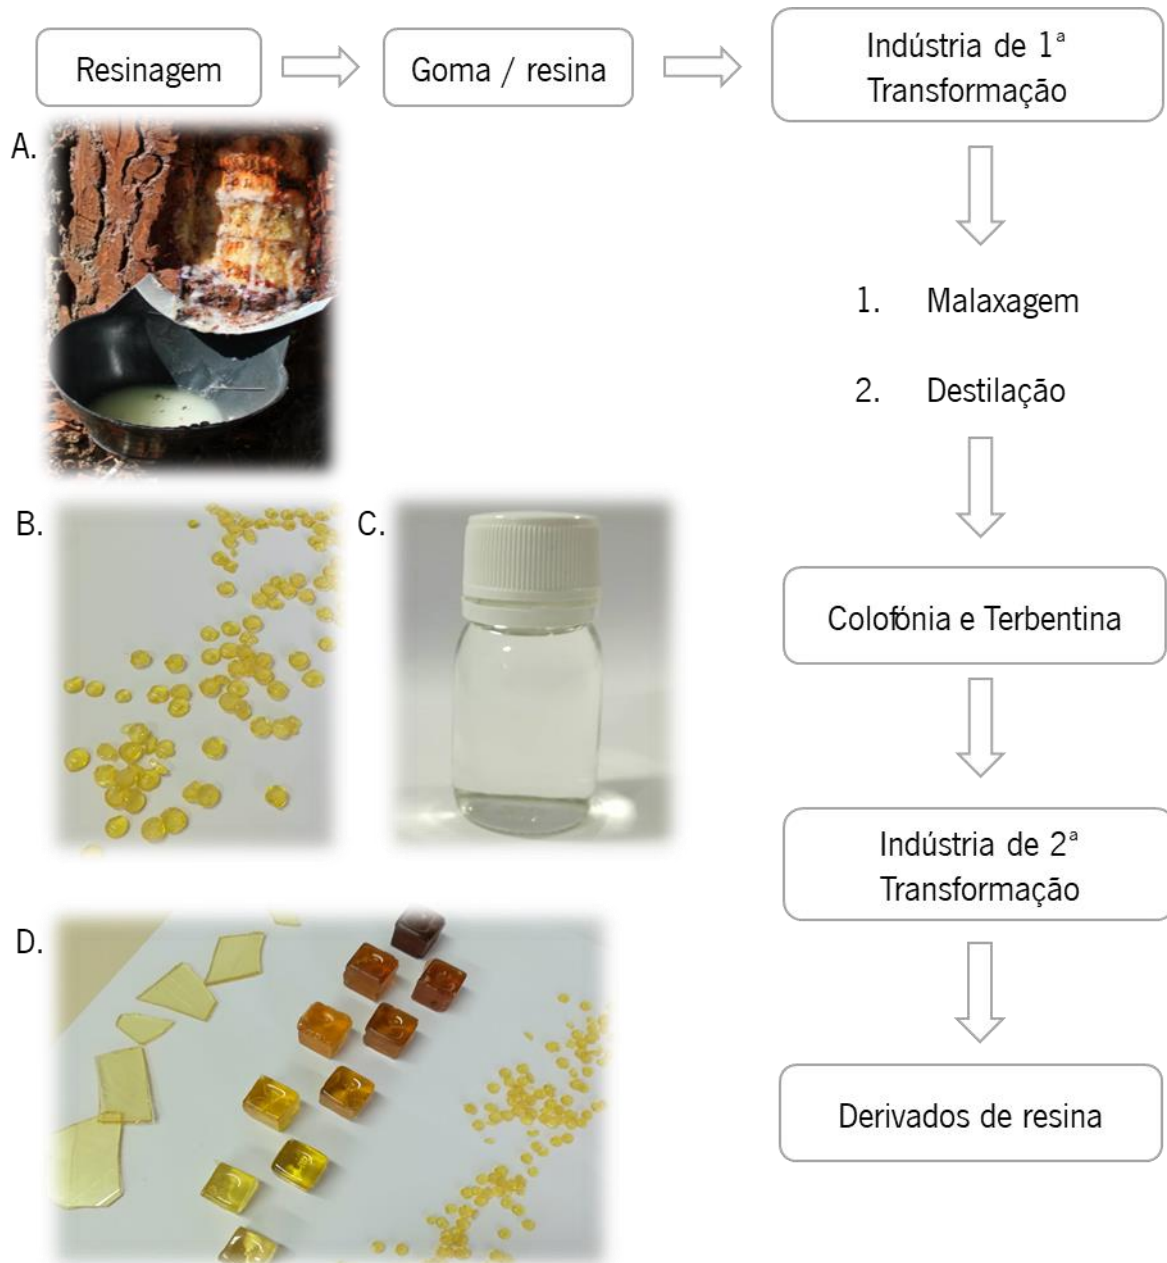 Resinagem
Goma / resina
Indústria de 1ª
Transformação
A.
1. Malaxagem
2. Destilação
B.
C.
Colofónia e Terbentina
Indústria de 2ª
Transformação
D.
Derivados de resina